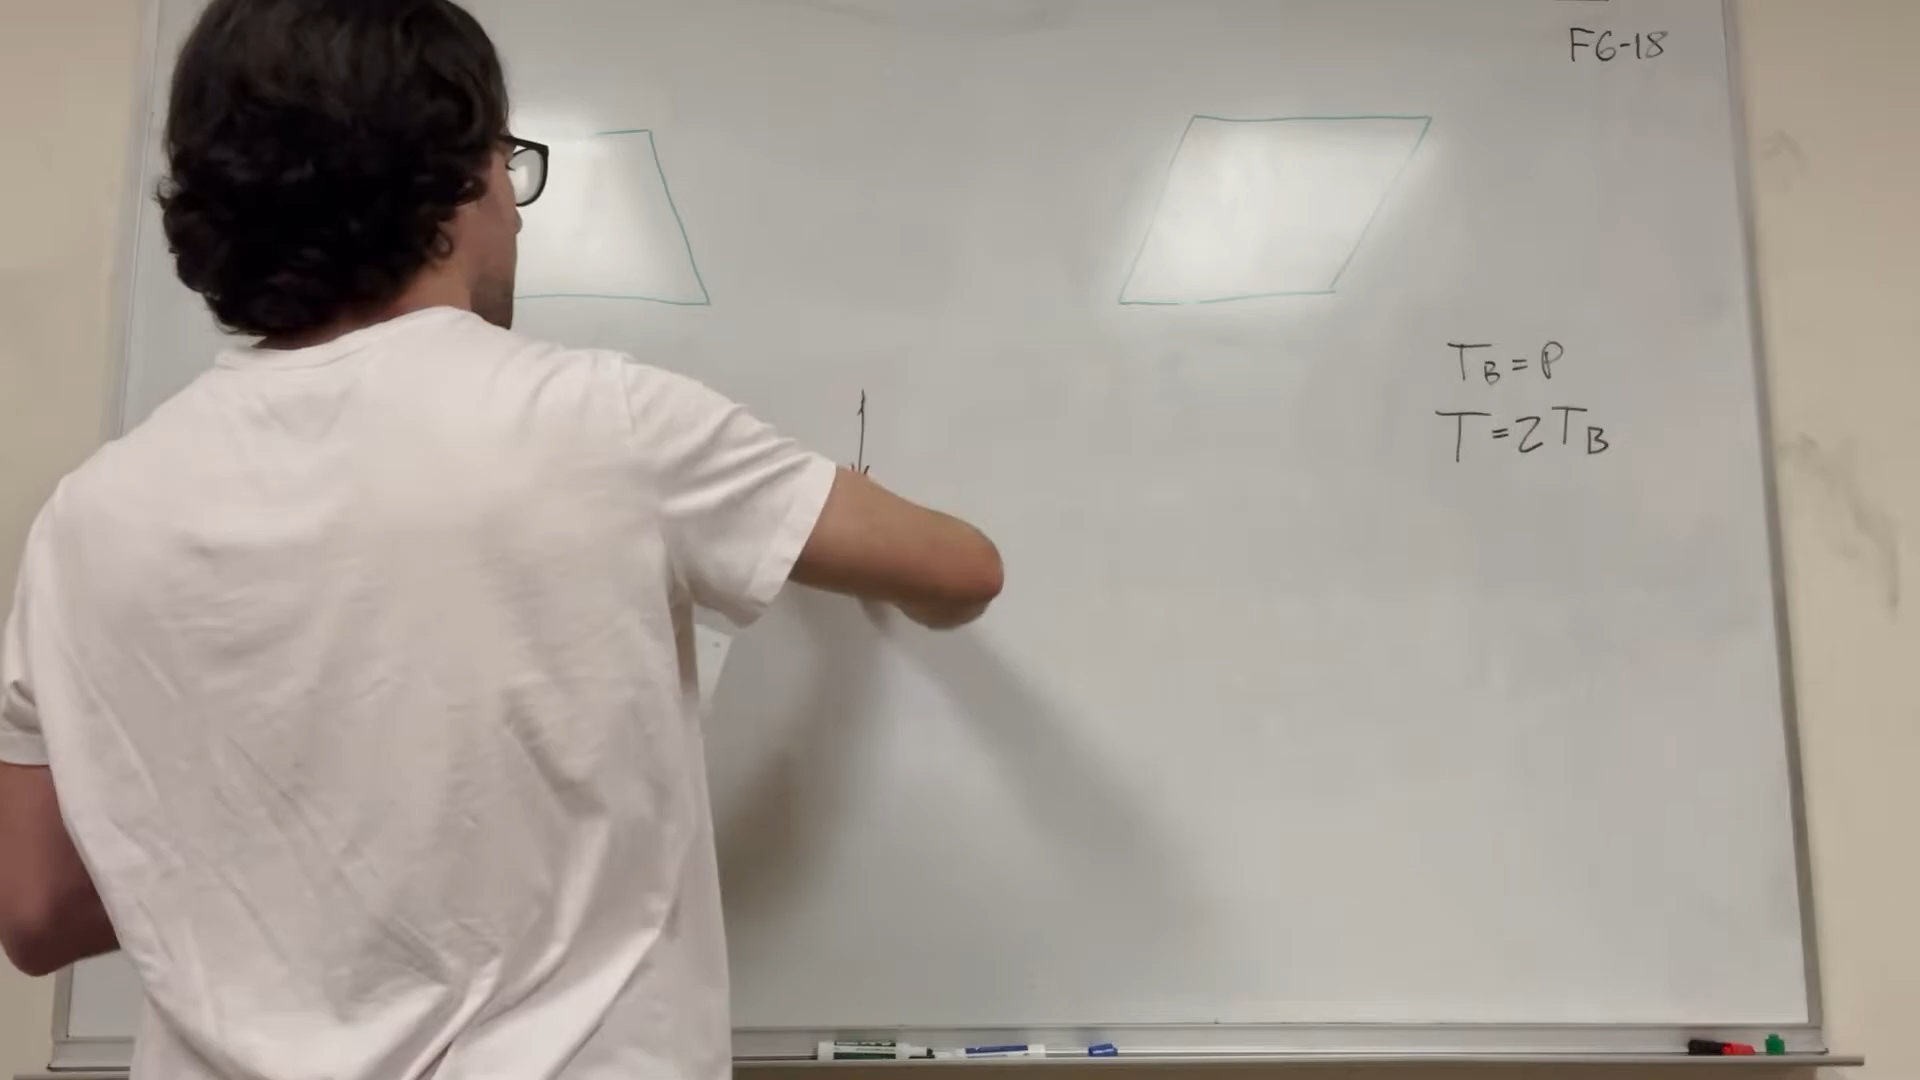 F6-18
T_B = P
T = 2T_B